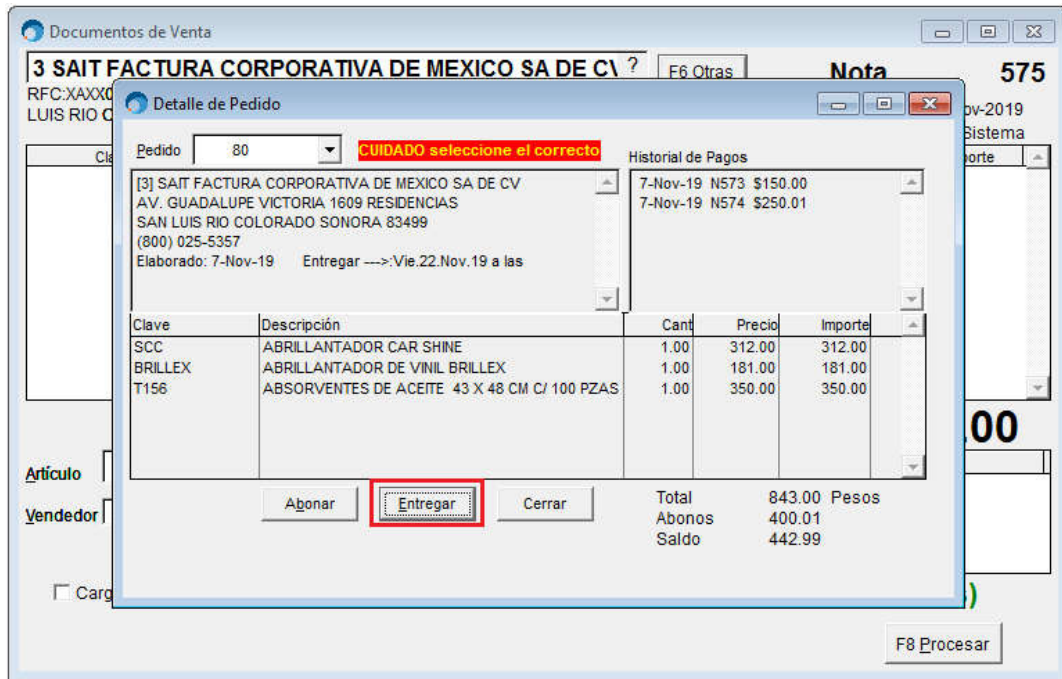 Documentos de Venta
3 SAIT FACTURA CORPORATIVA DE MEXICO SA DE CV ? F6 Otras Nota 575
RFC:XAXX0
LUIS RIO C ov-2019
Sistema
Cla orte
Detalle de Pedido
Pedido 80 CUIDADO seleccione el correcto Historial de Pagos
[3] SAIT FACTURA CORPORATIVA DE MEXICO SA DE CV 7-Nov-19 N573 $150.00
AV. GUADALUPE VICTORIA 1609 RESIDENCIAS 7-Nov-19 N574 $250.01
SAN LUIS RIO COLORADO SONORA 83499
(800) 025-5357
Elaborado: 7-Nov-19 Entregar --->:Vie.22.Nov.19 a las
Clave Descripción Cant Precio Importe
SCC ABRILLANTADOR CAR SHINE 1.00 312.00 312.00
BRILLEX ABRILLANTADOR DE VINIL BRILLEX 1.00 181.00 181.00
T156 ABSORVENTES DE ACEITE 43 X 48 CM C/ 100 PZAS 1.00 350.00 350.00
Abonar Entregar Cerrar Total 843.00 Pesos
Abonos 400.01
Saldo 442.99
.00
Artículo
Vendedor
Carg )
F8 Procesar